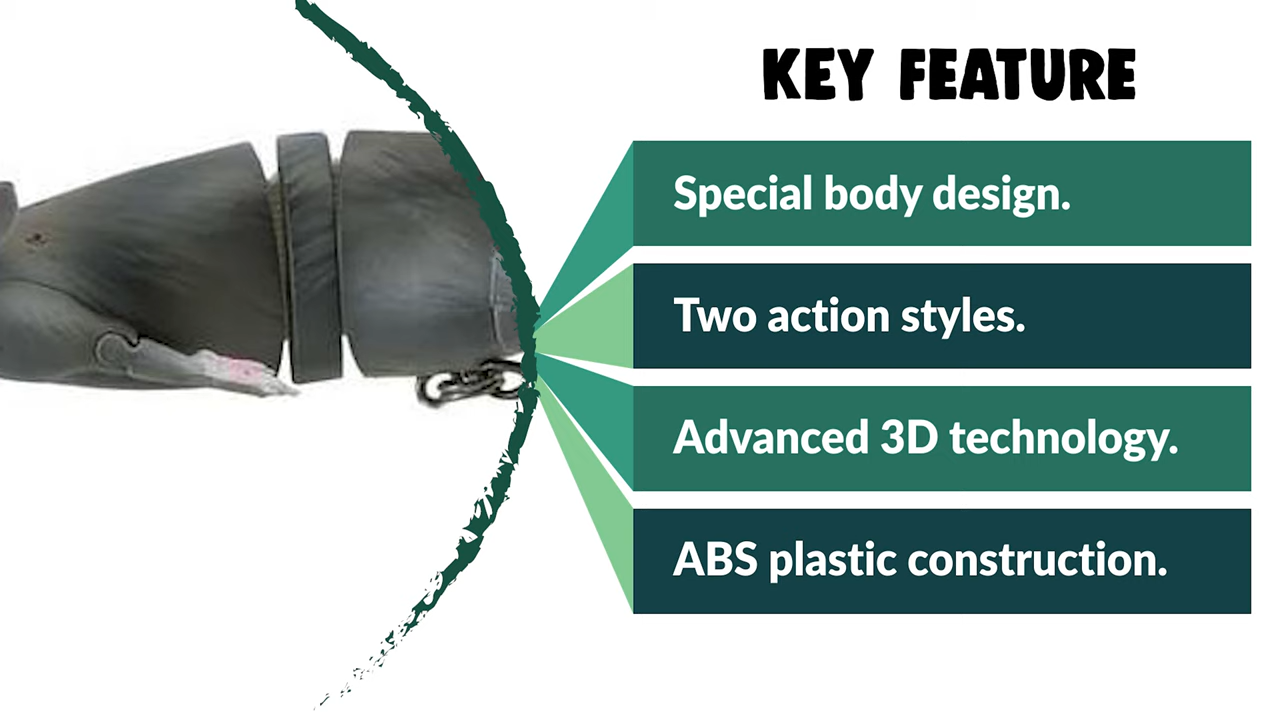 KEY FEATURE
Special body design.
Two action styles.
Advanced 3D technology.
ABS plastic construction.